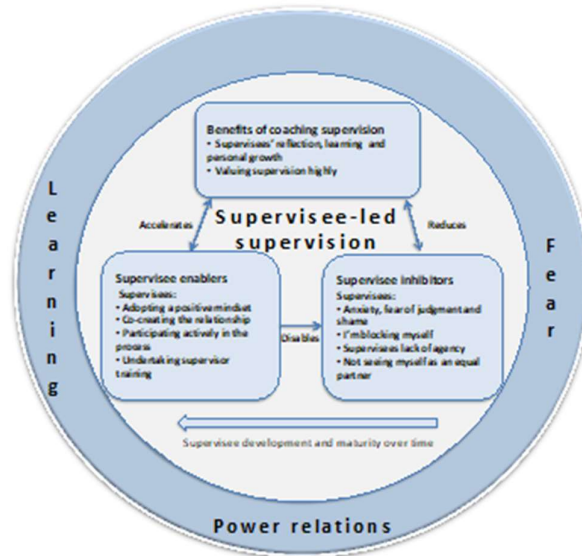 Benefits of coaching supervision
• Supervisees' reflection, learning and
personal growth
• Valuing supervision highly
Accelerates
Supervisee-led
supervision
Reduces
Learning
Fear
Supervisee enablers
Supervisees:
• Adopting a positive mindset
• Co-creating the relationship
• Participating actively in the
process
• Undertaking supervisor
training
Disables
Supervisee inhibitors
Supervisees:
• Anxiety, fear of judgment and
shame
• I'm blocking myself
• Supervisees lack of agency
• Not seeing myself as an equal
partner
Supervisee development and maturity over time
Power relations